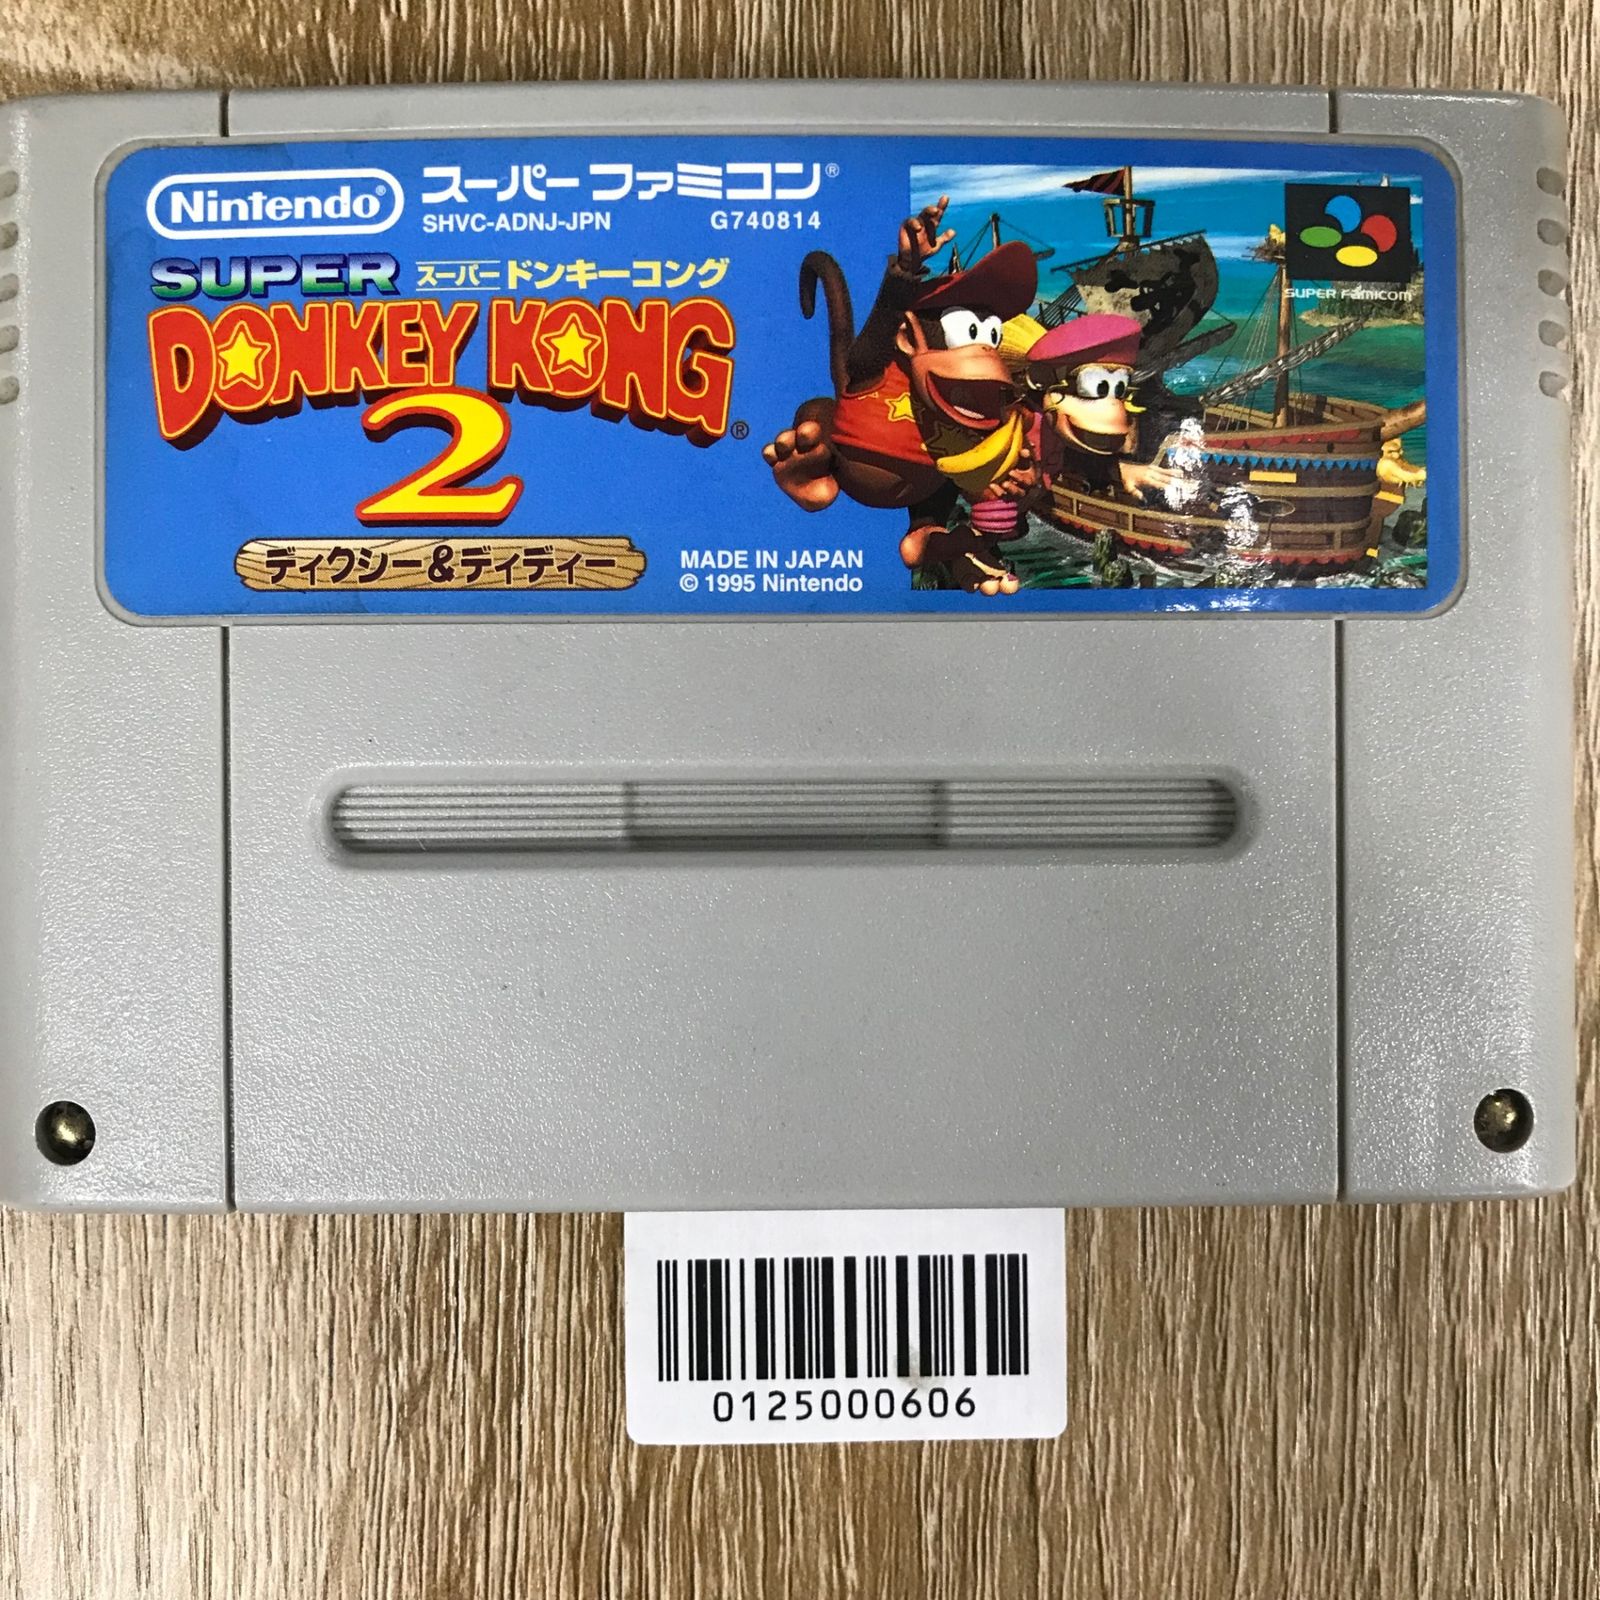 Nintendo®
スーパーファミコン®
SHVC-ADNJ-JPN G740814
SUPER スーパードンキーコング
DONKEY KONG®
2
ディクシー&ディディー
MADE IN JAPAN
© 1995 Nintendo
SUPER Famicom
0125000606